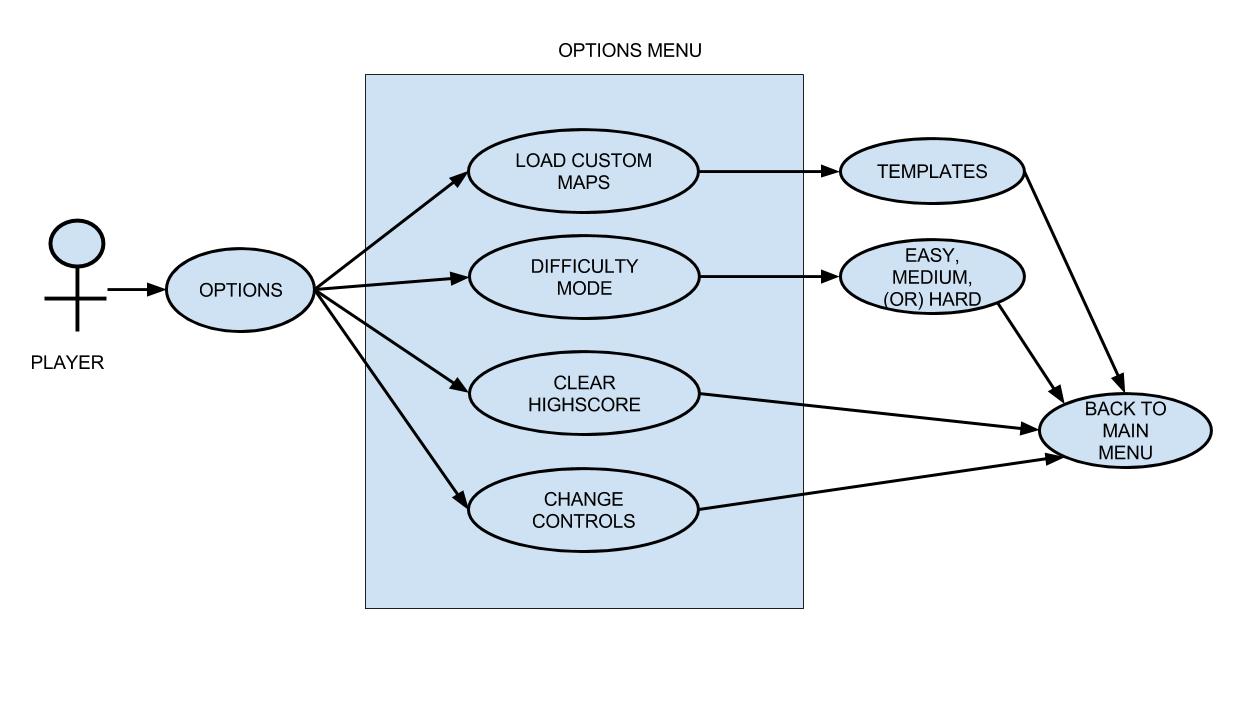 OPTIONS MENU
LOAD CUSTOM
MAPS
TEMPLATES
DIFFICULTY
MODE
EASY,
MEDIUM,
(OR) HARD
OPTIONS
PLAYER
CLEAR
HIGHSCORE
BACK TO
MAIN
MENU
CHANGE
CONTROLS